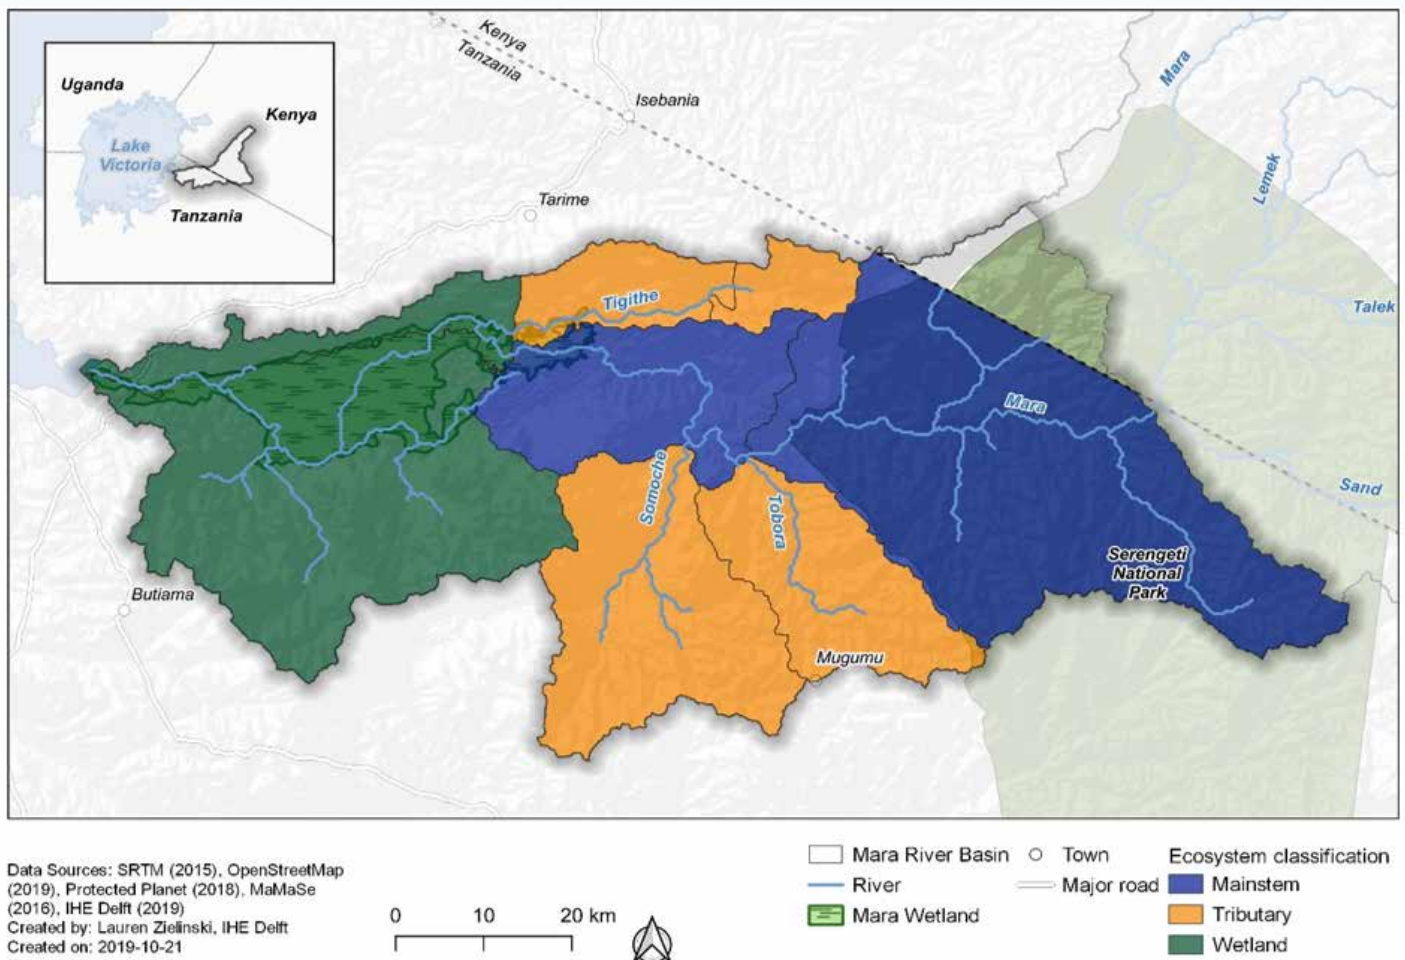 Kenya
Tanzania
Isebania
Uganda
Kenya
Lake
Victoria
Tanzania
Tarime
Mara
Lemek
Talek
Tigithe
Mara
Sand
Somoche
Tobora
Serengeti
National
Park
Butiama
Mugumu
Data Sources: SRTM (2015), OpenStreetMap
(2019), Protected Planet (2018), MaMaSe
(2016), IHE Delft (2019)
Created by: Lauren Zielinski, IHE Delft
Created on: 2019-10-21
0 10 20 km
Mara River Basin
River
Mara Wetland
Town
Major road
Ecosystem classification
Mainstem
Tributary
Wetland